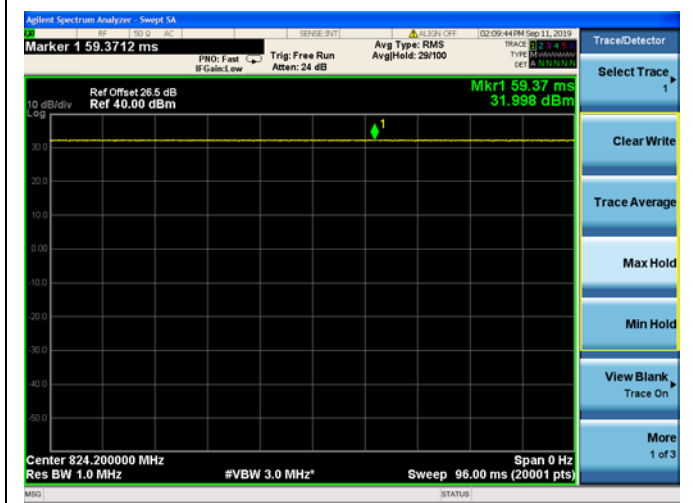 Agilent Spectrum Analyzer - Swept SA
RF 50 Ω AC SENSE:INT ALIGN OFF 02:09:44 PM Sep 11, 2019
Marker 1 59.3712 ms
PNO: Fast
IFGain:Low
Trig: Free Run
Atten: 24 dB
Avg Type: RMS
Avg|Hold: 29/100
TRACE 1 2 3 4 5 6
TYPE MWWWWW
DET A N N N N N
Trace/Detector
Select Trace
1
Ref Offset 26.5 dB
10 dB/div Ref 40.00 dBm
Log
Mkr1 59.37 ms
31.998 dBm
1
30.0
20.0
10.0
0.00
-10.0
-20.0
-30.0
-40.0
-50.0
Clear Write
Trace Average
Max Hold
Min Hold
View Blank
Trace On
More
1 of 3
Center 824.200000 MHz Span 0 Hz
Res BW 1.0 MHz #VBW 3.0 MHz* Sweep 96.00 ms (20001 pts)
MSG STATUS